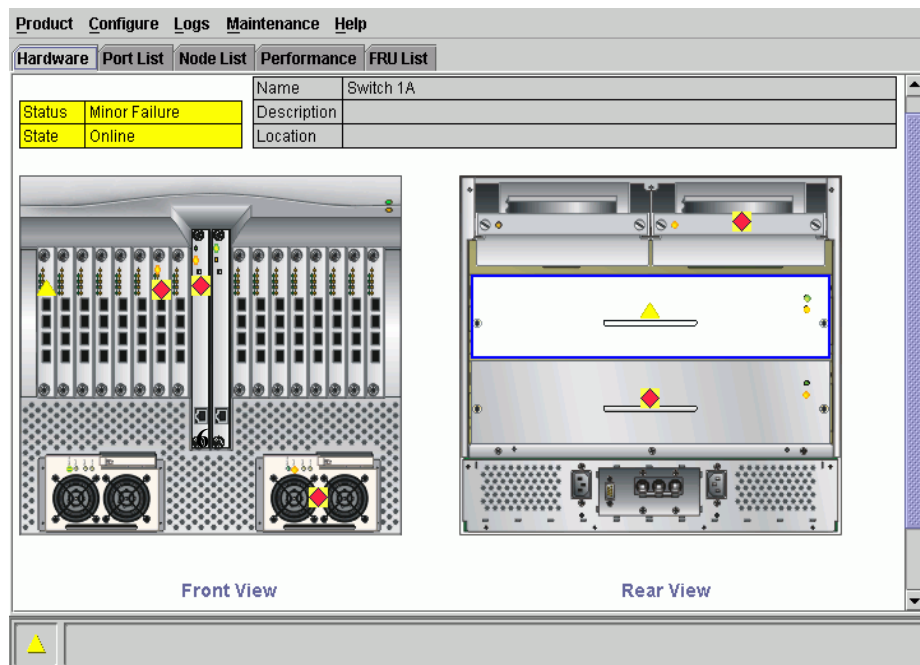 Product Configure Logs Maintenance Help
Hardware Port List Node List Performance FRU List
Name Switch 1A
Status Minor Failure Description
State Online Location
Front View Rear View